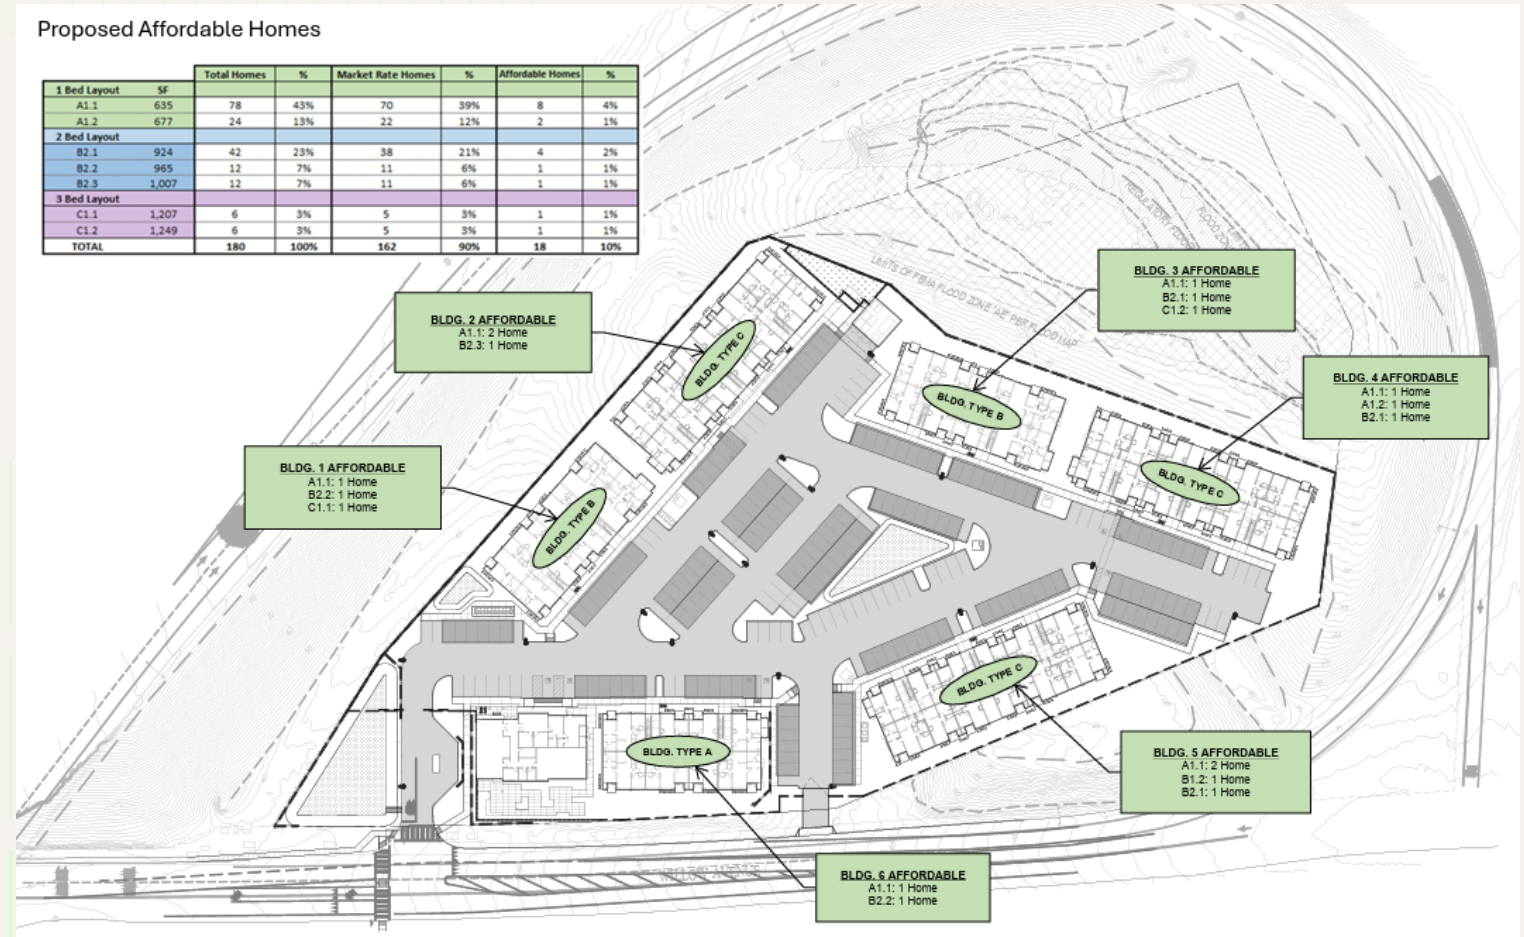 Proposed Affordable Homes
Total Homes % Market Rate Homes % Affordable Homes %
1 Bed Layout SF
A1.1 635 78 43% 70 39% 8 4%
A1.2 677 24 13% 22 12% 2 1%
2 Bed Layout
B2.1 924 42 23% 38 21% 4 2%
B2.2 965 12 7% 11 6% 1 1%
B2.3 1,007 12 7% 11 6% 1 1%
3 Bed Layout
C1.1 1,207 6 3% 5 3% 1 1%
C1.2 1,249 6 3% 5 3% 1 1%
TOTAL 180 100% 162 90% 18 10%
REGULATORY
FLOOD ZONE
LIMITS OF FEMA FLOOD ZONE 'AE' PER FLOOD MAP
BLDG. 3 AFFORDABLE
A1.1: 1 Home
B2.1: 1 Home
C1.2: 1 Home
BLDG. 2 AFFORDABLE
A1.1: 2 Home
B2.3: 1 Home
BLDG. TYPE C
BLDG. 4 AFFORDABLE
A1.1: 1 Home
A1.2: 1 Home
B2.1: 1 Home
BLDG. TYPE B
BLDG. 1 AFFORDABLE
A1.1: 1 Home
B2.2: 1 Home
C1.1: 1 Home
BLDG. TYPE C
BLDG. TYPE B
BLDG. TYPE C
BLDG. TYPE A
BLDG. 5 AFFORDABLE
A1.1: 2 Home
B1.2: 1 Home
B2.1: 1 Home
BLDG. 6 AFFORDABLE
A1.1: 1 Home
B2.2: 1 Home